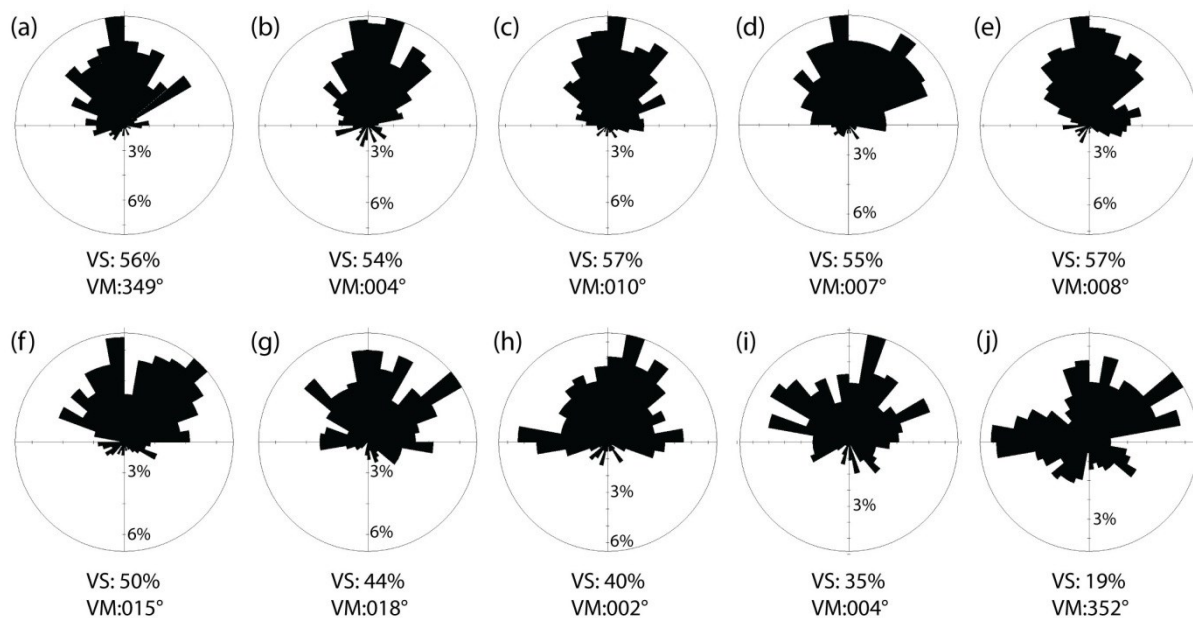 (a)
3%
6%
VS: 56%
VM:349°
(b)
3%
6%
VS: 54%
VM:004°
(c)
3%
6%
VS: 57%
VM:010°
(d)
3%
6%
VS: 55%
VM:007°
(e)
3%
6%
VS: 57%
VM:008°
(f)
3%
6%
VS: 50%
VM:015°
(g)
3%
6%
VS: 44%
VM:018°
(h)
3%
6%
VS: 40%
VM:002°
(i)
3%
VS: 35%
VM:004°
(j)
3%
VS: 19%
VM:352°